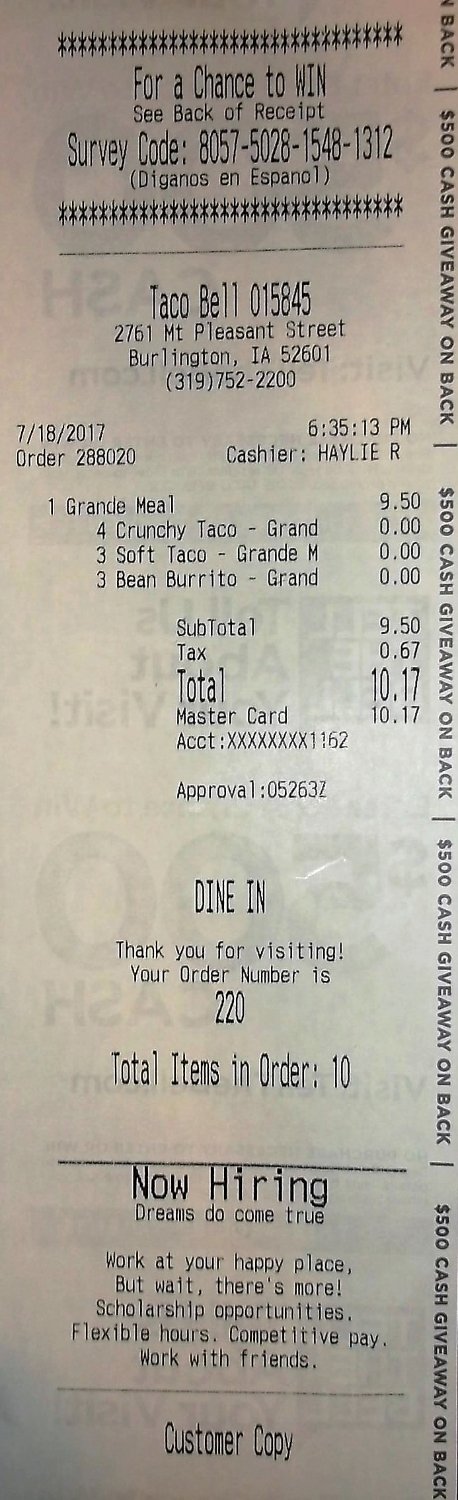 *********************************
For a Chance to WIN
See Back of Receipt
Survey Code: 8057-5028-1548-1312
(Diganos en Espanol)
*********************************
Taco Bell 015845
2761 Mt Pleasant Street
Burlington, IA 52601
(319)752-2200
7/18/2017 6:35:13 PM
Order 288020 Cashier: HAYLIE R
1 Grande Meal 9.50
4 Crunchy Taco - Grand 0.00
3 Soft Taco - Grande M 0.00
3 Bean Burrito - Grand 0.00
SubTotal 9.50
Tax 0.67
Total 10.17
Master Card 10.17
Acct:XXXXXXXX1162
Approval:05263Z
DINE IN
Thank you for visiting!
Your Order Number is
220
Total Items in Order: 10
Now Hiring
Dreams do come true
Work at your happy place,
But wait, there's more!
Scholarship opportunities.
Flexible hours. Competitive pay.
Work with friends.
Customer Copy
BACK | $500 CASH GIVEAWAY ON BACK | $500 CASH GIVEAWAY ON BACK | $500 CASH GIVEAWAY ON BACK | $500 CASH GIVEAWAY ON BACK